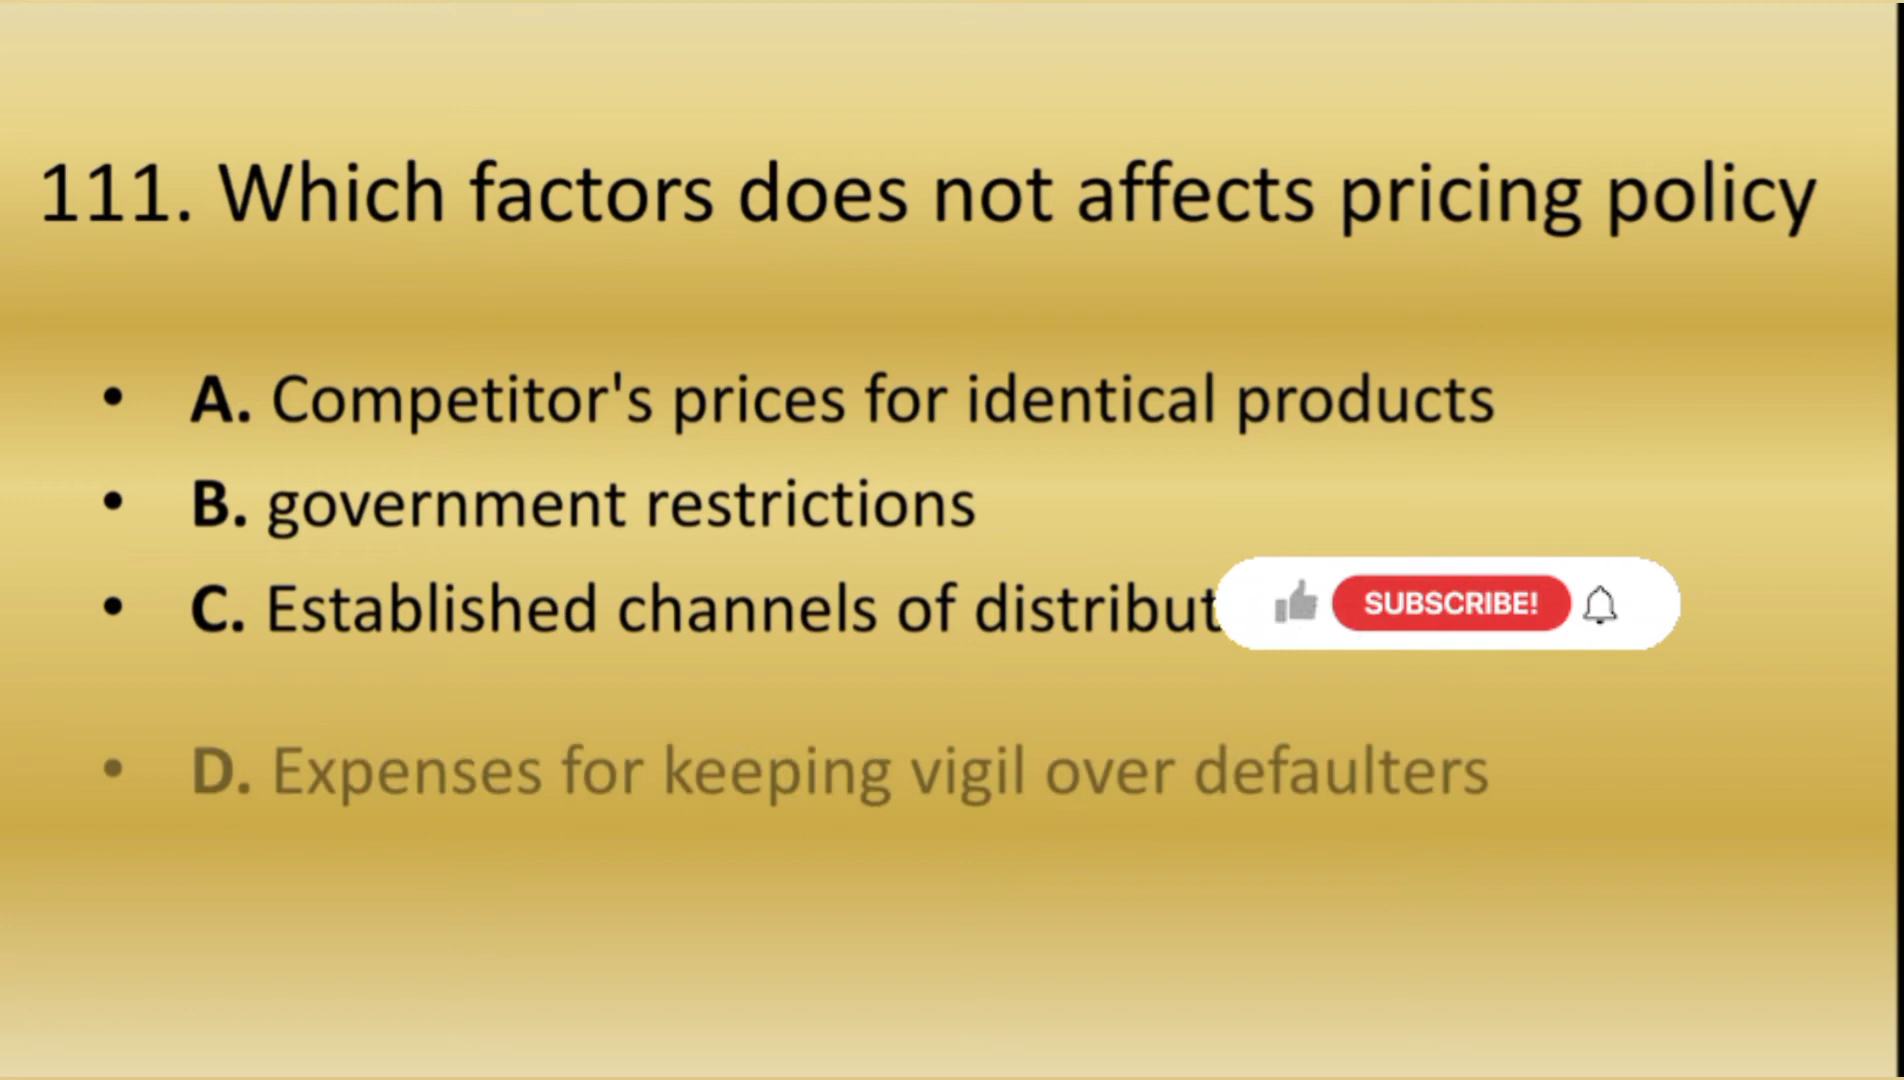 111. Which factors does not affects pricing policy
• A. Competitor's prices for identical products
• B. government restrictions
• C. Established channels of distribut
SUBSCRIBE!
• D. Expenses for keeping vigil over defaulters